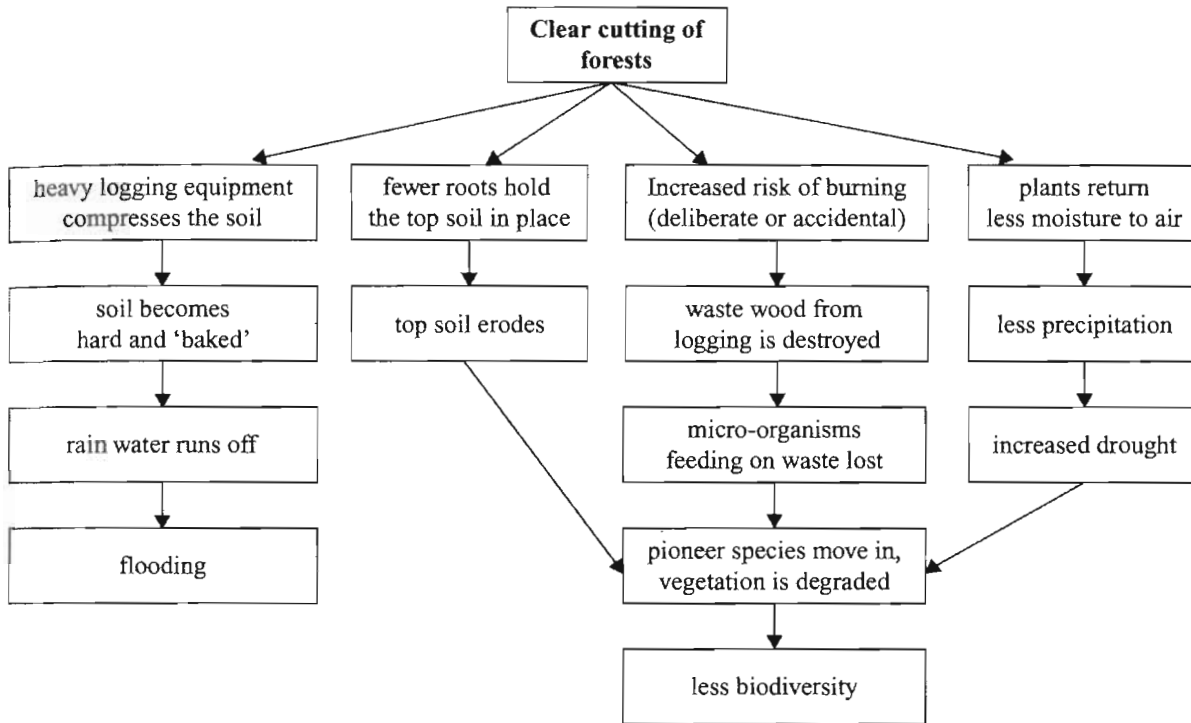 Clear cutting of
forests
heavy logging equipment
compresses the soil
fewer roots hold
the top soil in place
Increased risk of burning
(deliberate or accidental)
plants return
less moisture to air
soil becomes
hard and ‘baked’
top soil erodes
waste wood from
logging is destroyed
less precipitation
rain water runs off
micro-organisms
feeding on waste lost
increased drought
flooding
pioneer species move in,
vegetation is degraded
less biodiversity